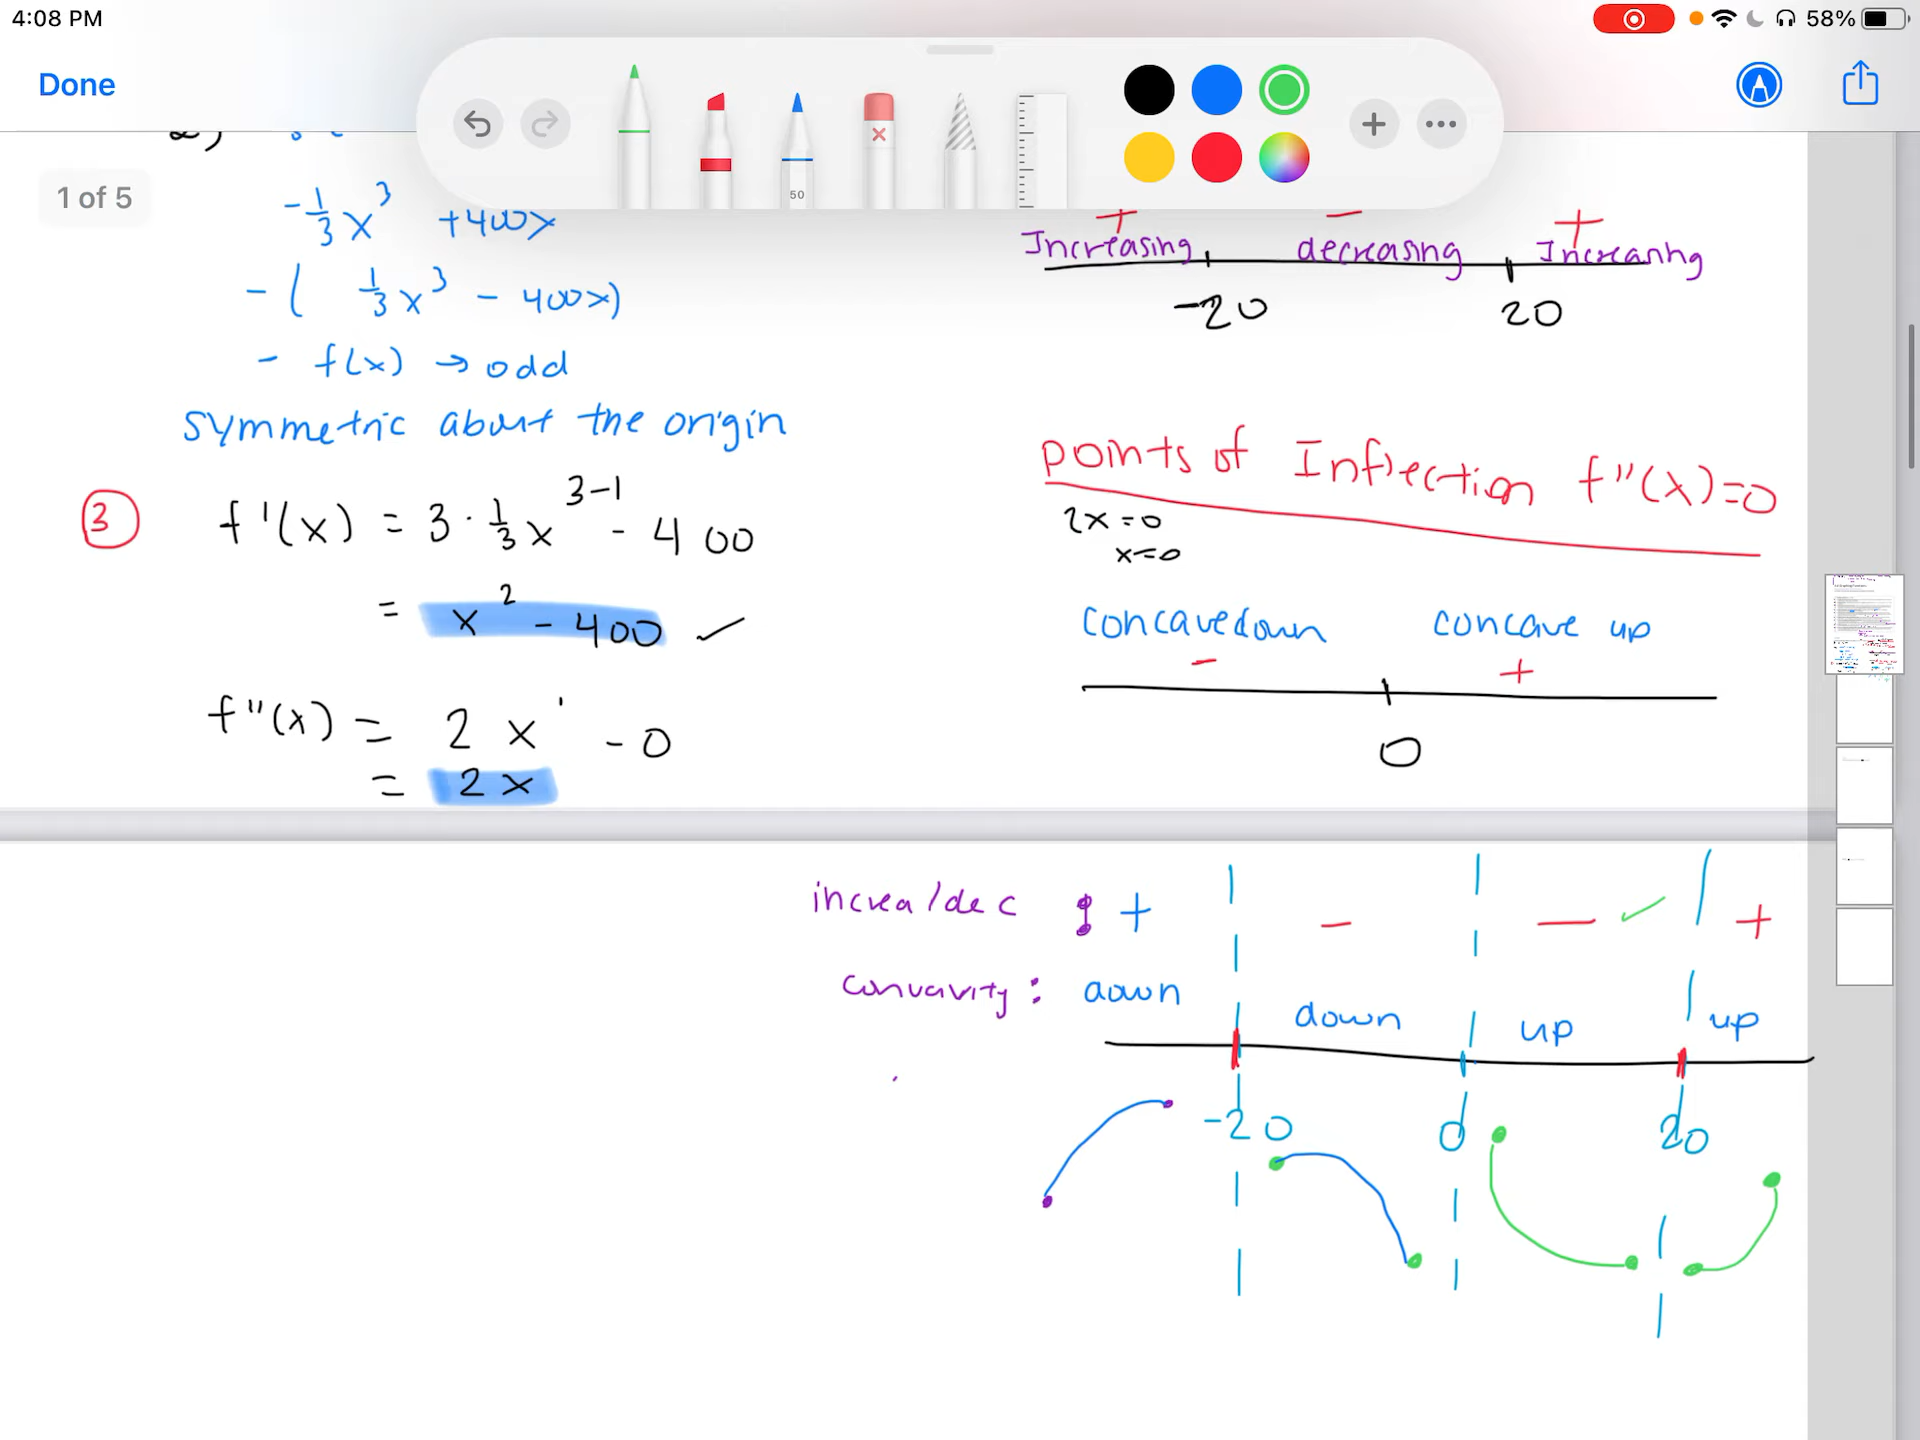 4:08 PM
58%
Done
50
1 of 5
-1/3 x^3 +400x
- ( 1/3 x^3 - 400x)
- f(x) → odd
symmetric about the origin
3
f'(x) = 3 · 1/3 x^3-1 - 400
= x^2 - 400 ✓
f"(x) = 2 x^1 - 0
= 2x
+ - +
Increasing decreasing Increasing
-20 20
points of Inflection f"(x)=0
2x=0
x=0
concave down concave up
- +
0
increa/dec : + - - ✓ +
concavity : down down up up
-20 0 20